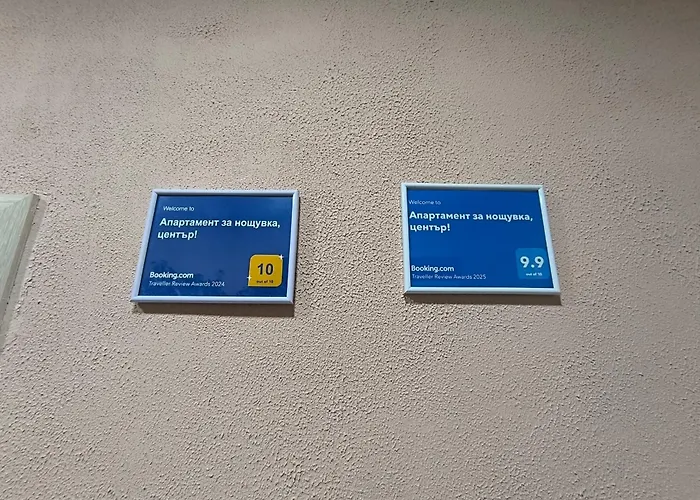 Welcome to
Апартамент за нощувка,
център!
Booking.com
Traveller Review Awards 2024
10
out of 10
Welcome to
Апартамент за нощувка,
център!
Booking.com
Traveller Review Awards 2025
9.9
out of 10